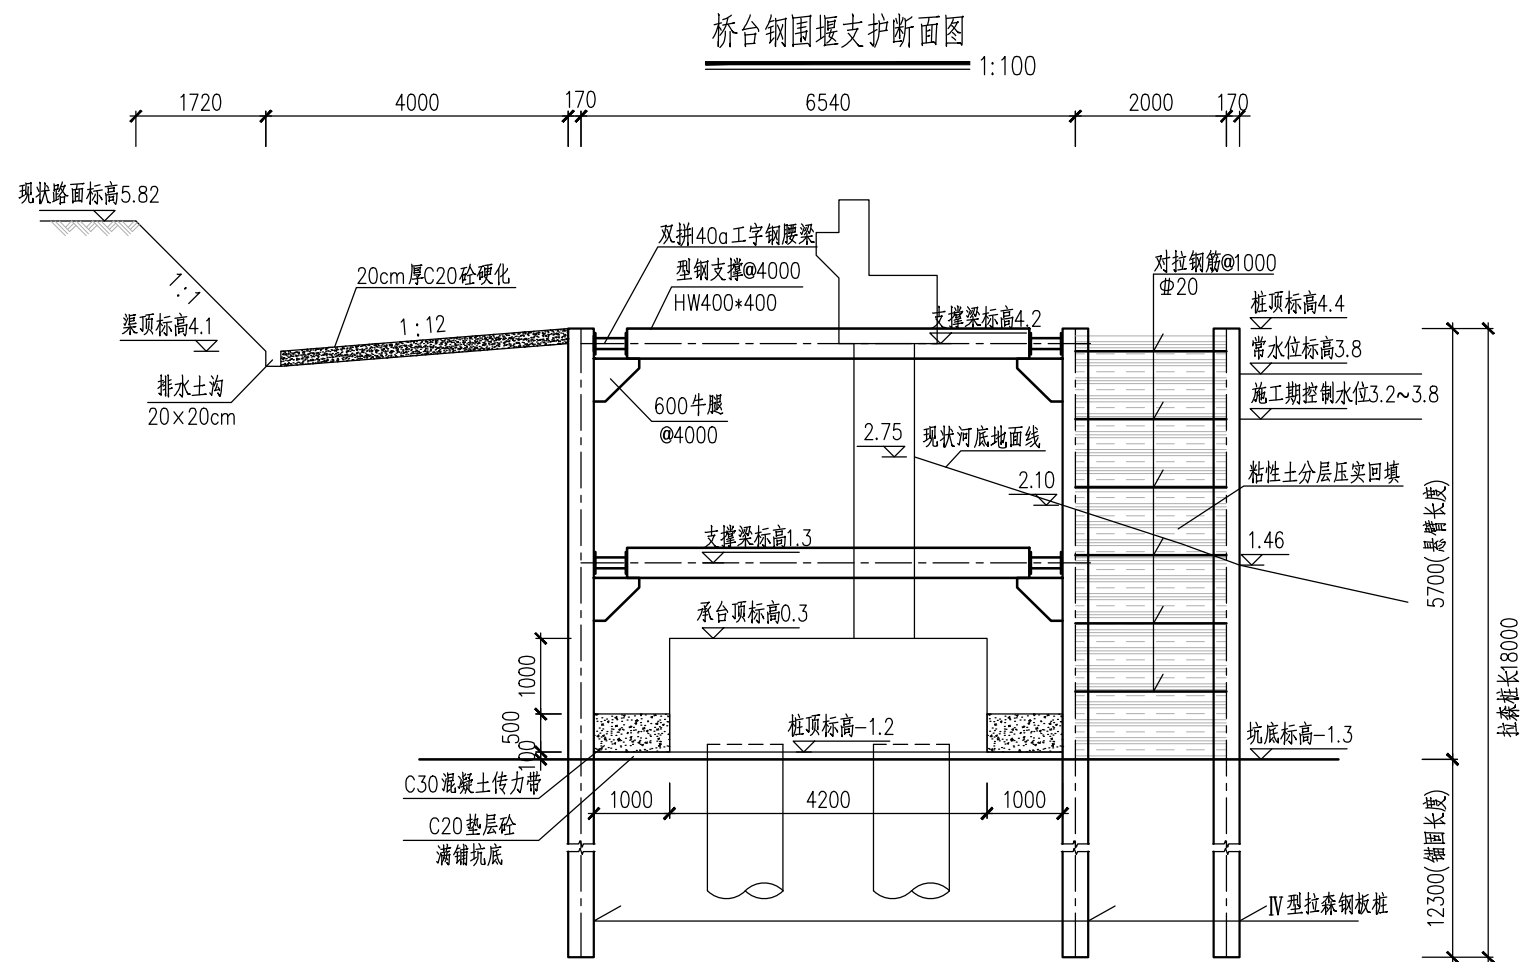 桥台钢围堰支护断面图
1:100
1720
4000
170
6540
2000
170
现状路面标高5.82
1:1
渠顶标高4.1
排水土沟
20×20cm
20cm厚C20砼硬化
1:12
双拼40a工字钢腰梁
型钢支撑@4000
HW400*400
支撑梁标高4.2
600牛腿
@4000
2.75
现状河底地面线
2.10
对拉钢筋@1000
Φ20
桩顶标高4.4
常水位标高3.8
施工期控制水位3.2~3.8
粘性土分层压实回填
1.46
支撑梁标高1.3
承台顶标高0.3
桩顶标高-1.2
坑底标高-1.3
1000
500
100
C30混凝土传力带
C20垫层砼
满铺坑底
1000
4200
1000
Ⅳ型拉森钢板桩
5700(悬臂长度)
12300(锚固长度)
拉森桩长18000